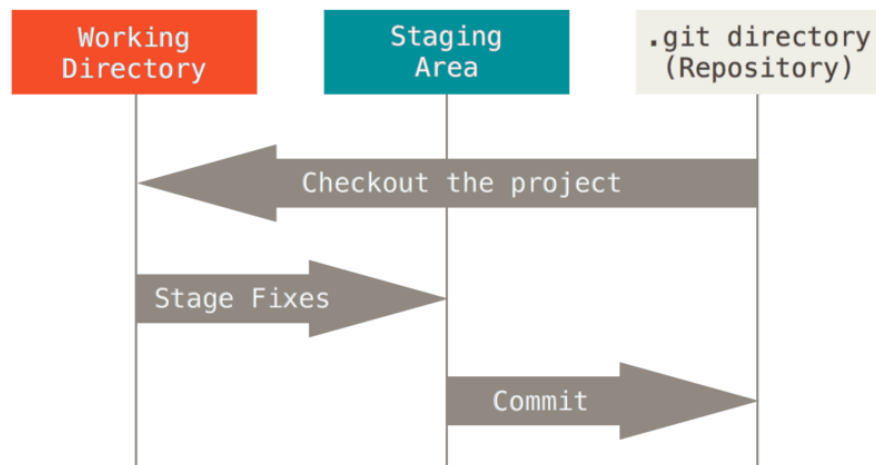 Working
Directory
Staging
Area
.git directory
(Repository)
Checkout the project
Stage Fixes
Commit